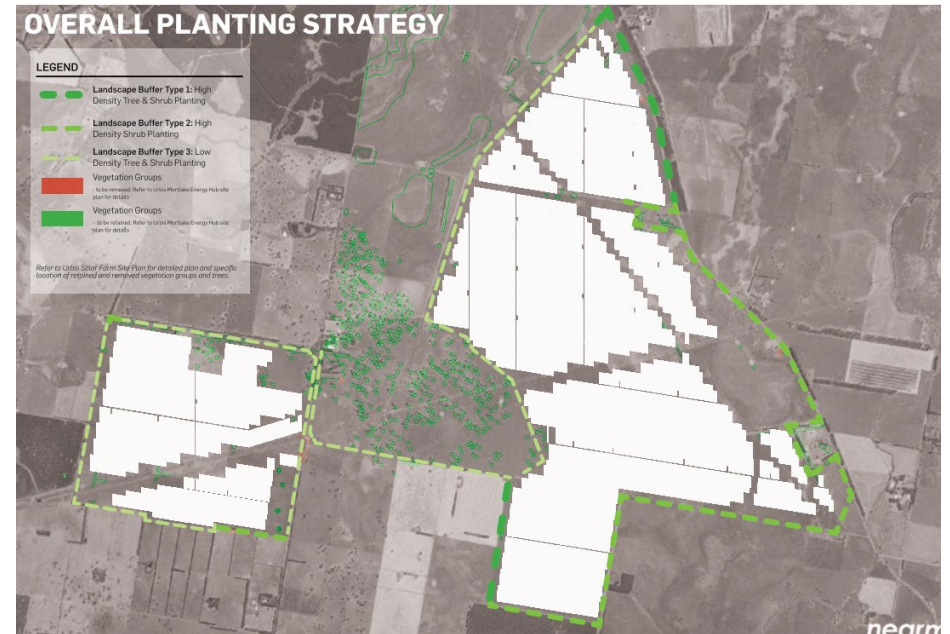 OVERALL PLANTING STRATEGY
LEGEND
Landscape Buffer Type 1: High
Density Tree & Shrub Planting
Landscape Buffer Type 2: High
Density Shrub Planting
Landscape Buffer Type 3: Low
Density Tree & Shrub Planting
Vegetation Groups
- to be removed. Refer to Urbis Mortlake Energy Hub site
plan for details
Vegetation Groups
- to be retained. Refer to Urbis Mortlake Energy Hub site
plan for details
Refer to Urbis Solar Farm Site Plan for detailed plan and specific
location of retained and removed vegetation groups and trees.
nearm